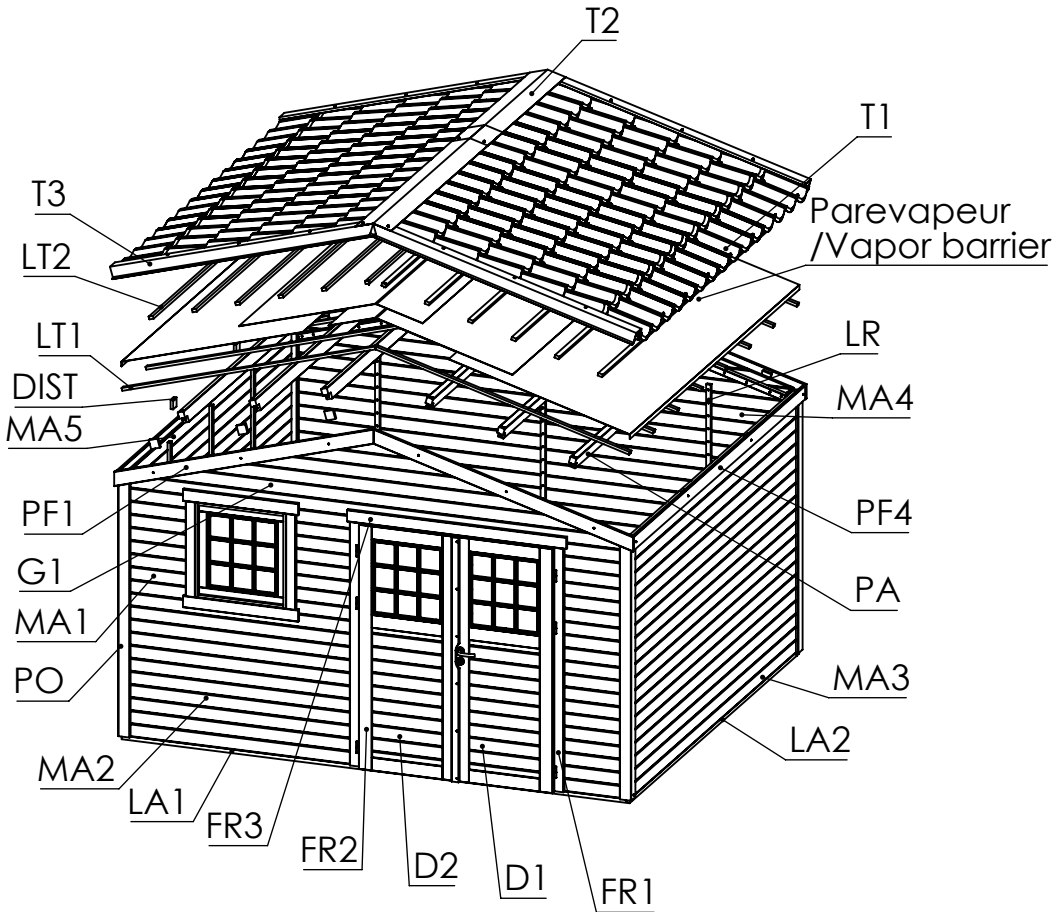 T2
T1
T3
Parevapeur
/Vapor barrier
LT2
LT1
LR
DIST
MA4
MA5
PF1
PF4
G1
PA
MA1
PO
MA3
LA2
MA2
LA1
FR3
FR2
D2
D1
FR1